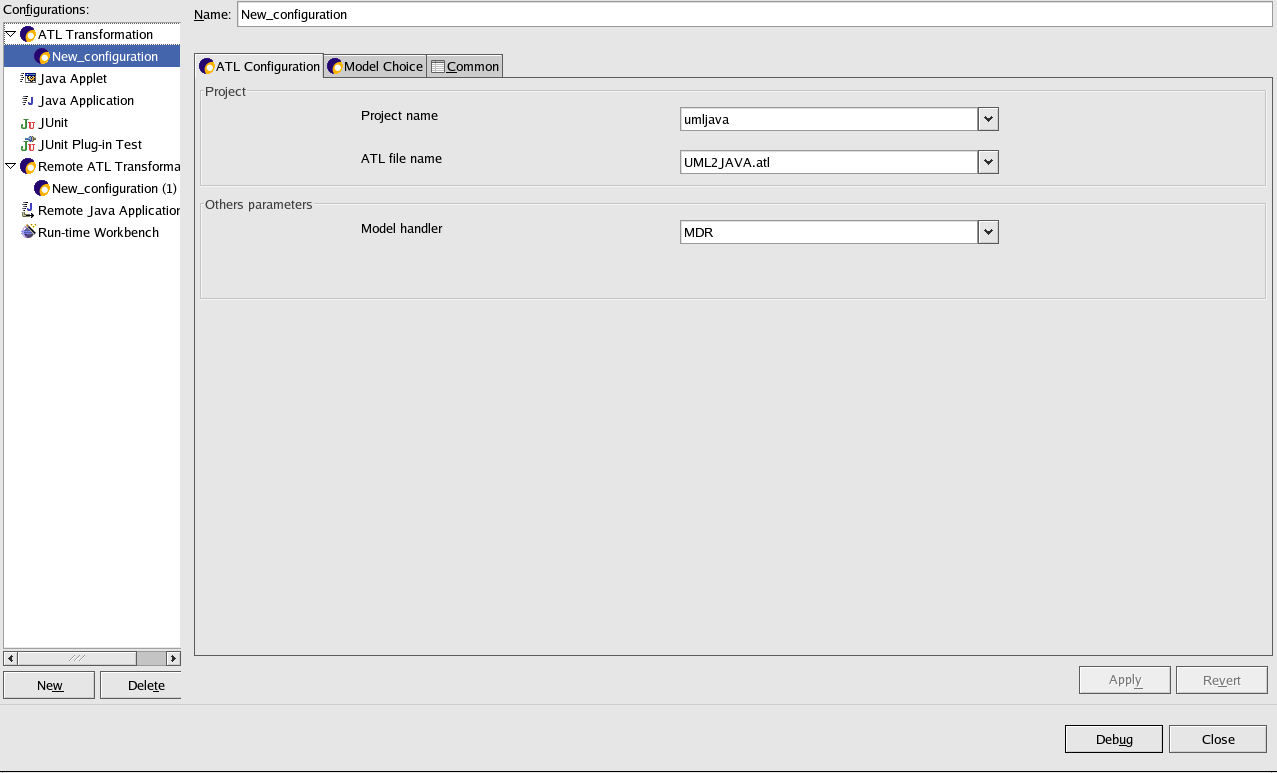 Configurations:
Name: New_configuration
ATL Transformation
New_configuration
Java Applet
Java Application
JUnit
JUnit Plug-in Test
Remote ATL Transforma
New_configuration (1)
Remote Java Application
Run-time Workbench
ATL Configuration Model Choice Common
Project
Project name umljava
ATL file name UML2JAVA.atl
Others parameters
Model handler MDR
New Delete
Apply Revert
Debug Close